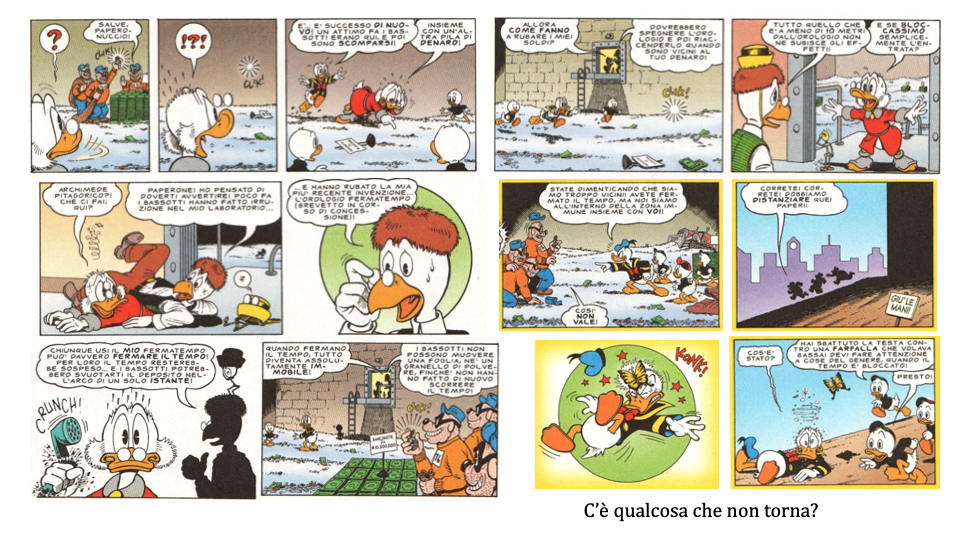 ?
SALVE,
PAPERO-
NUCCIO!
CLIK!
!?!
CLIK!
E'... E' SUCCESSO DI NUO-
VO! UN ATTIMO FA I BAS-
SOTTI ERANO QUI, E POI
SONO SCOMPARSI!
INSIEME
CON UN'AL-
TRA PILA DI
DENARO!
ALLORA
COME FANNO
A RUBARE I MIEI
SOLDI?
DOVREBBERO
SPEGNERE L'ORO-
LOGIO E POI RIAC-
CENDERLO QUANDO
SONO VICINI AL
TUO DENARO!
CLIK!
TUTTO QUELLO CHE
E' A MENO DI 10 METRI
DALL'OROLOGIO NON
NE SUBISCE GLI EF-
FETTI!
E SE BLOC-
CASSIMO
SEMPLICE-
MENTE L'EN-
TRATA?
ARCHIMEDE
PITAGORICO?!
CHE CI FAI,
QUI?
PAPERONE! HO PENSATO DI
DOVERTI AVVERTIRE! POCO FA
I BASSOTTI HANNO FATTO IRRU-
ZIONE NEL MIO LABORATORIO...
...E HANNO RUBATO LA MIA
PIU' RECENTE INVENZIONE,
L'OROLOGIO FERMATEMPO
(BREVETTO IN COR-
SO DI CONCES-
SIONE)!
STATE DIMENTICANDO CHE SIA-
MO TROPPO VICINI! AVETE FER-
MATO IL TEMPO, MA NOI SIAMO
ALL'INTERNO DELLA ZONA IM-
MUNE INSIEME CON VOI!
COSI'
NON
VALE!
CORRETE! COR-
RETE! DOBBIAMO
DISTANZIARE QUEI
PAPERI!
GIU' LE
MANI!
CHIUNQUE USI IL MIO FERMATEMPO
PUO' DAVVERO FERMARE IL TEMPO!
PER LORO IL TEMPO RESTEREB-
BE SOSPESO... E I BASSOTTI POTREB-
BERO SVUOTARTI IL DEPOSITO NEL-
L'ARCO DI UN SOLO ISTANTE!
CRUNCH!
QUANDO FERMANO
IL TEMPO, TUTTO
DIVENTA ASSOLU-
TAMENTE IM-
MOBILE!
I BASSOTTI NON
POSSONO MUOVERE
UNA FOGLIA, NE' UN
GRANELLO DI POLVE-
RE, FINCHE' NON HAN-
NO FATTO DI NUOVO
SCORRERE
IL TEMPO!
CLIK!
KONK!
COS'E'
STATO?
HAI SBATTUTO LA TESTA CON-
TRO UNA FARFALLA CHE VOLAVA
BASSA! DEVI FARE ATTENZIONE
A COSE DEL GENERE, QUANDO IL
TEMPO E' BLOCCATO!
PRESTO!
C'è qualcosa che non torna?